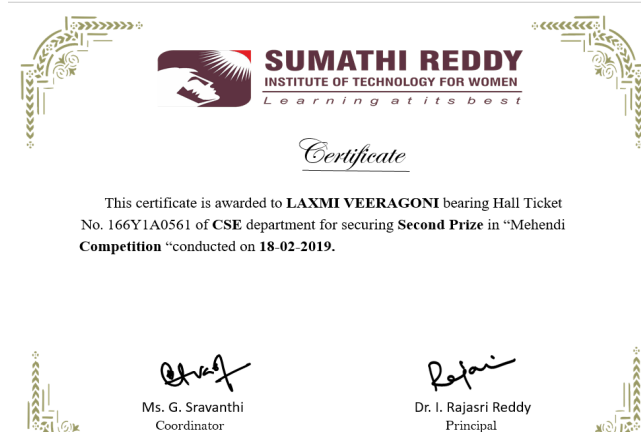 SUMATHI REDDY
INSTITUTE OF TECHNOLOGY FOR WOMEN
Learning at its best
Certificate
This certificate is awarded to LAXMI VEERAGONI bearing Hall Ticket
No. 166Y1A0561 of CSE department for securing Second Prize in “Mehendi
Competition “conducted on 18-02-2019.
Ms. G. Sravanthi
Dr. I. Rajasri Reddy
Coordinator
Principal